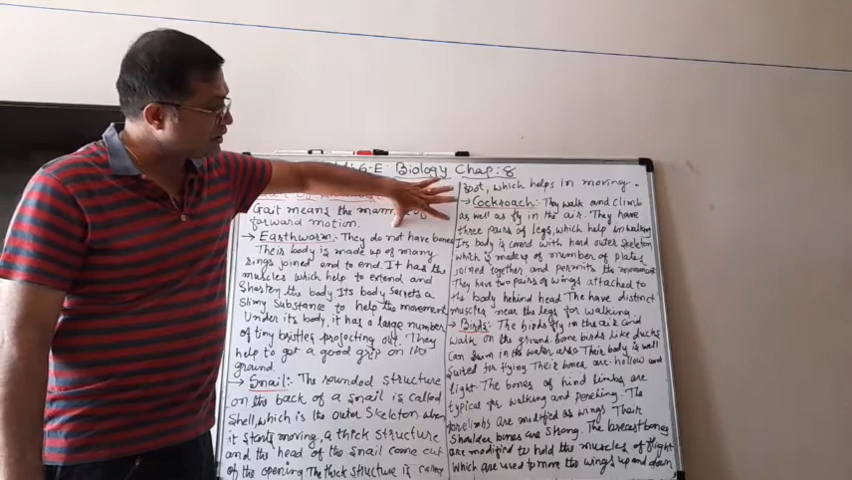 6-E Biology Chap: 8
Gait means the
forward motion.
→ Earthworm:- They do not have bones
Their body is made up of many
rings joined end to end. It has the
muscles which help to extend and
Shorten the body Its body secrets a
Slimy Substance to help the movement
Under its body, it has a large number
of tiny bristles projecting out. They
help to get a good grip on the
ground.
→ Snail:- The rounded structure
on the back of a snail is called
Shell, which is its outer Skeleton when
it starts moving, a thick structure
and the head of the snail come out
of the opening. The thick structure is called
foot, which helps in moving.
→ Cockroach:- They walk and climb
as well as fly in the air. They have
three pairs of legs, which help in walking
Its body is covered with hard outer skeleton
which is made up of number of plates
joined together and permits the movement
They have two pairs of wings attached to
the body behind head The have distinct
muscles near the legs for walking
→ Birds:- The birds fly in the air and
walk on the ground. Some birds like ducks
can swim in the water also Their body is well
Suited for flying Their bones are hollow and
light. The bones of hind limbs are
typical for walking and perching. The
forelimbs are modified as wings Their
Shoulder bones are strong. The breast bones
are modified to hold the muscles of flight
which are used to move the wings up and down